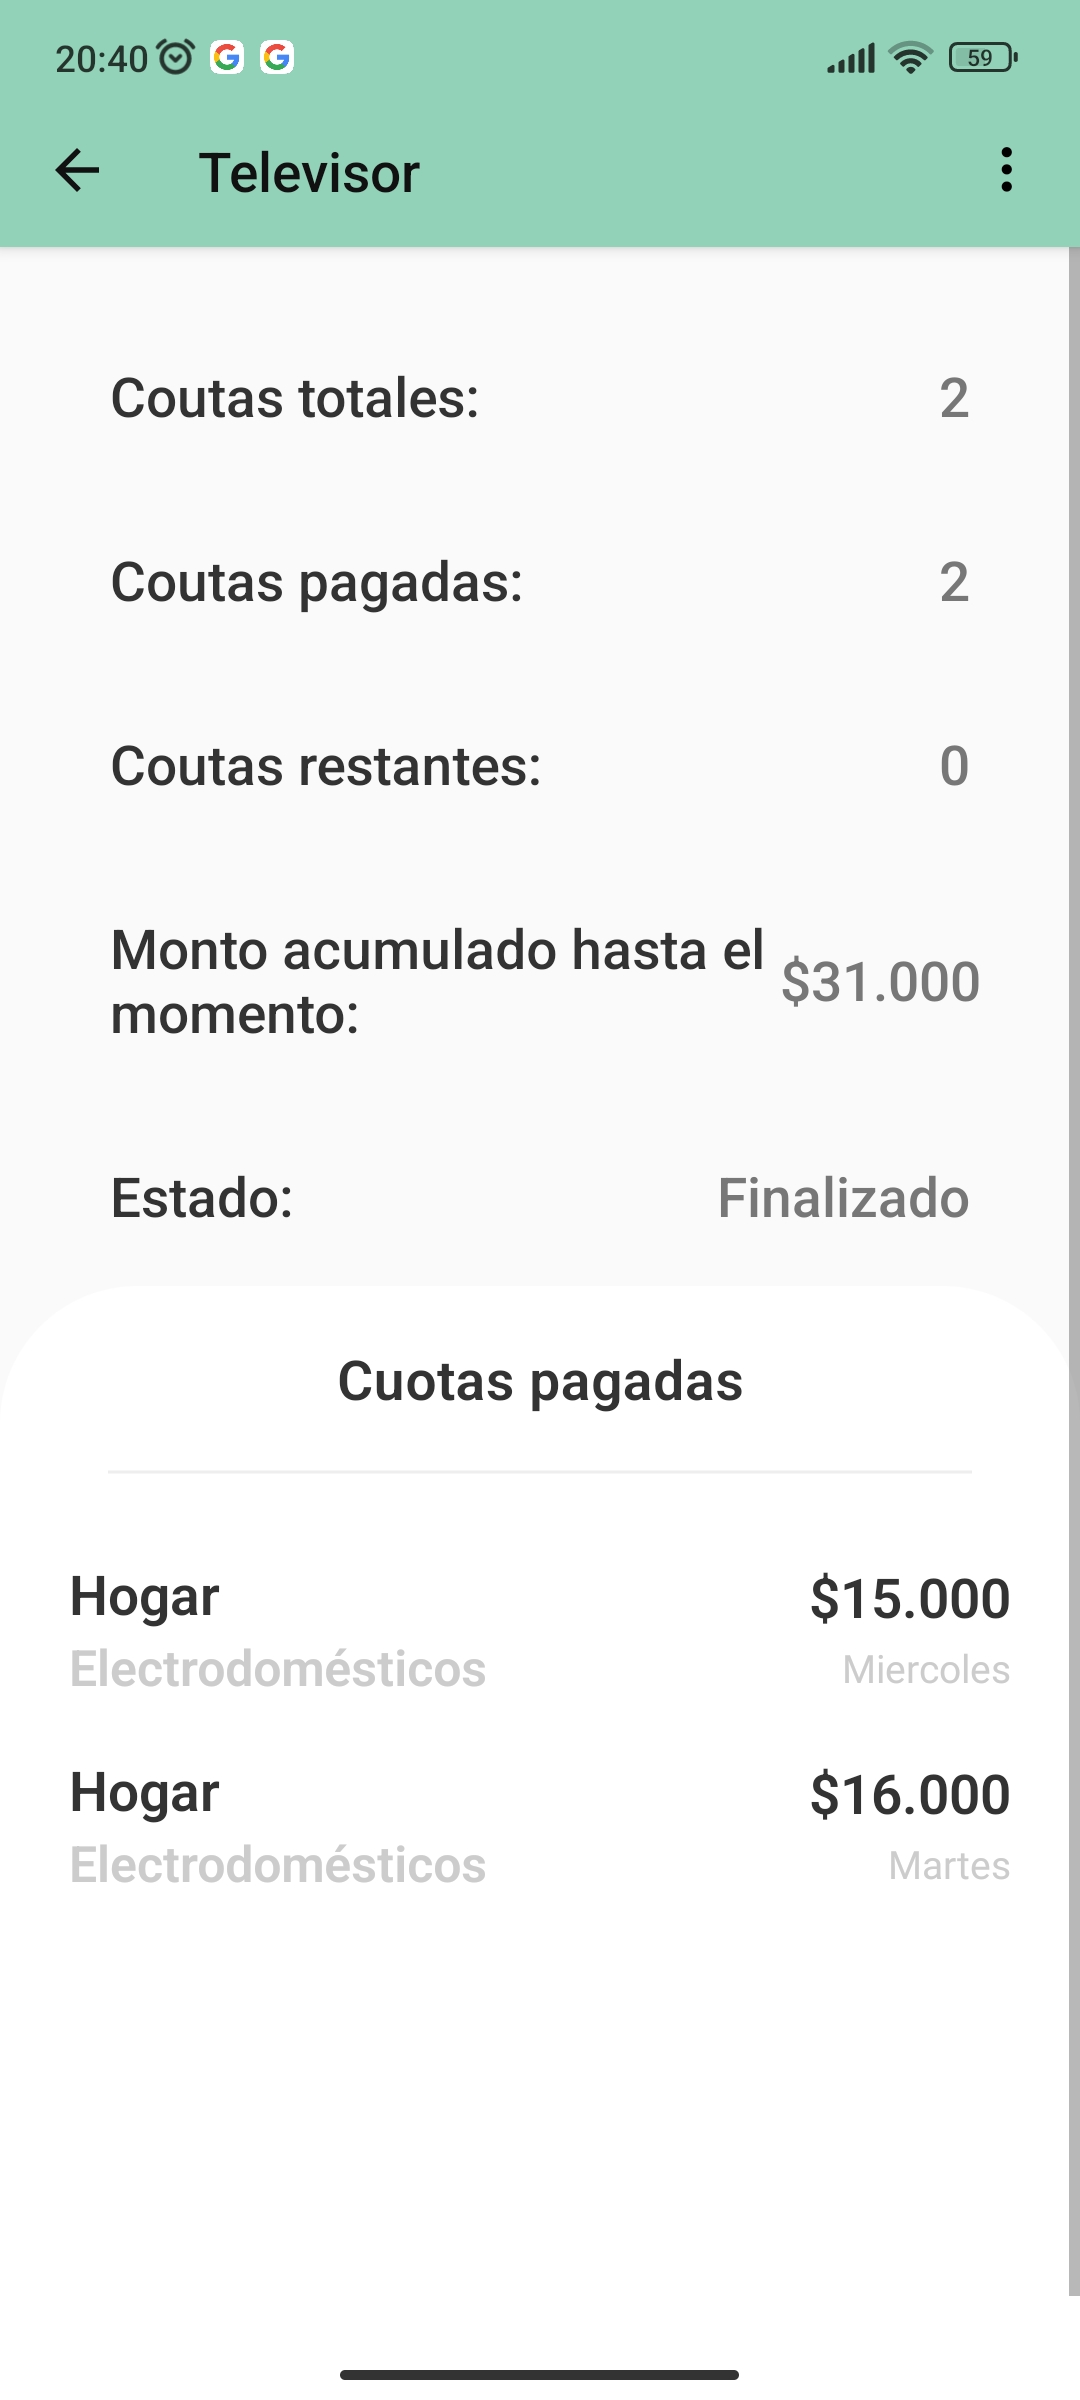 20:40
59
Televisor
Coutas totales: 2
Coutas pagadas: 2
Coutas restantes: 0
Monto acumulado hasta el
momento: $31.000
Estado: Finalizado
Cuotas pagadas
Hogar $15.000
Electrodomésticos Miercoles
Hogar $16.000
Electrodomésticos Martes